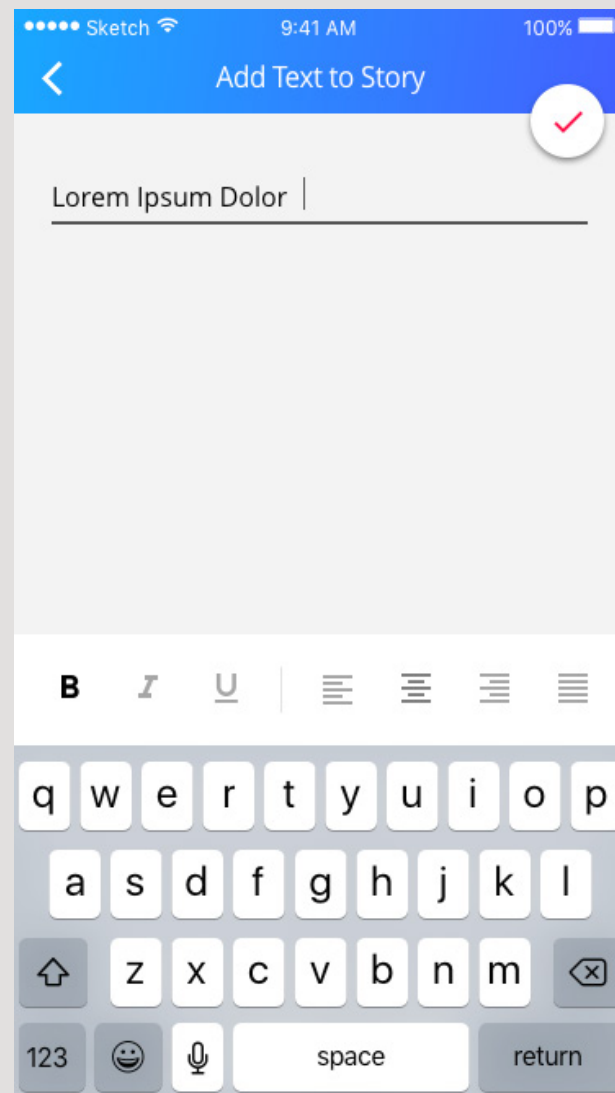 Sketch 9:41 AM 100%
Add Text to Story
Lorem Ipsum Dolor
B I U
q w e r t y u i o p
a s d f g h j k l
z x c v b n m
123 space return